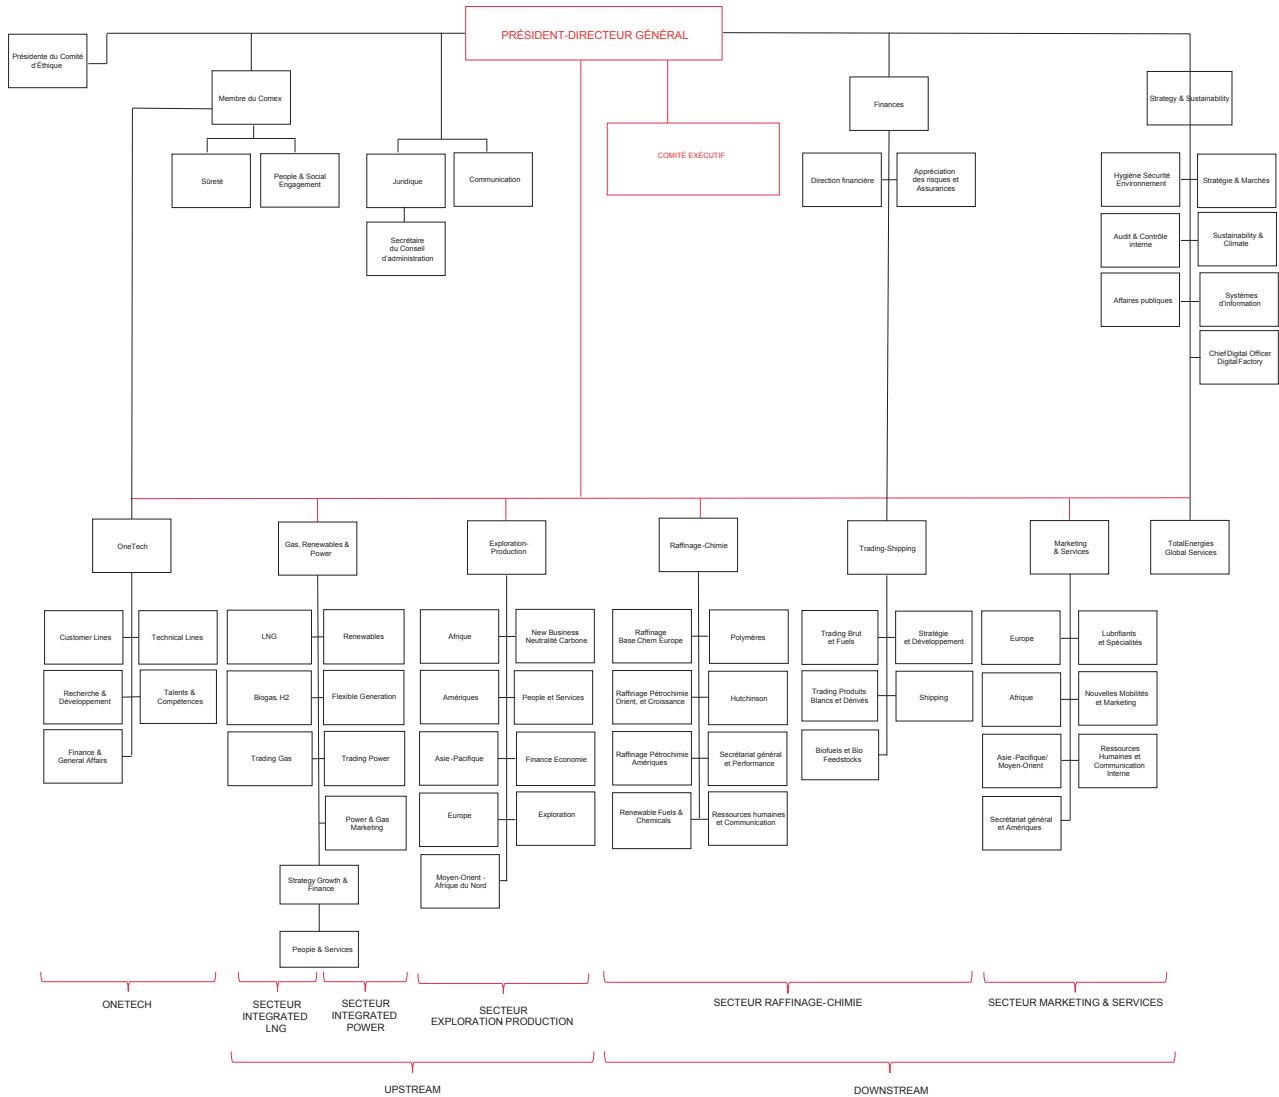 PRÉSIDENT-DIRECTEUR GÉNÉRAL
Présidente du Comité
d'Éthique
Membre du Comex
Finances
Strategy & Sustainability
COMITÉ EXÉCUTIF
Sûreté
People & Social
Engagement
Juridique
Communication
Direction financière
Appréciation
des risques et
Assurances
Hygiène Sécurité
Environnement
Stratégie & Marchés
Secrétaire
du Conseil
d'administration
Audit & Contrôle
interne
Sustainability &
Climate
Affaires publiques
Systèmes
d'information
Chief Digital Officer
Digital Factory
OneTech
Gas, Renewables &
Power
Exploration-
Production
Raffinage-Chimie
Trading-Shipping
Marketing
& Services
TotalEnergies
Global Services
Customer Lines
Technical Lines
Recherche &
Développement
Talents &
Compétences
Finance &
General Affairs
LNG
Renewables
Biogas, H2
Flexible Generation
Trading Gas
Trading Power
Power & Gas
Marketing
Strategy Growth &
Finance
People & Services
Afrique
New Business
Neutralité Carbone
Amériques
People et Services
Asie -Pacifique
Finance Economie
Europe
Exploration
Moyen-Orient -
Afrique du Nord
Raffinage
Base Chem Europe
Polymères
Raffinage Pétrochimie
Orient, et Croissance
Hutchinson
Raffinage Pétrochimie
Amériques
Secrétariat général
et Performance
Renewable Fuels &
Chemicals
Ressources humaines
et Communication
Trading Brut
et Fuels
Stratégie
et Développement
Trading Produits
Blancs et Dérivés
Shipping
Biofuels et Bio
Feedstocks
Europe
Lubrifiants
et Spécialités
Afrique
Nouvelles Mobilités
et Marketing
Asie-Pacifique/
Moyen-Orient
Ressources
Humaines et
Communication
Interne
Secrétariat général
et Amériques
ONETECH
SECTEUR
INTEGRATED
LNG
SECTEUR
INTEGRATED
POWER
SECTEUR
EXPLORATION PRODUCTION
SECTEUR RAFFINAGE-CHIMIE
SECTEUR MARKETING & SERVICES
UPSTREAM
DOWNSTREAM